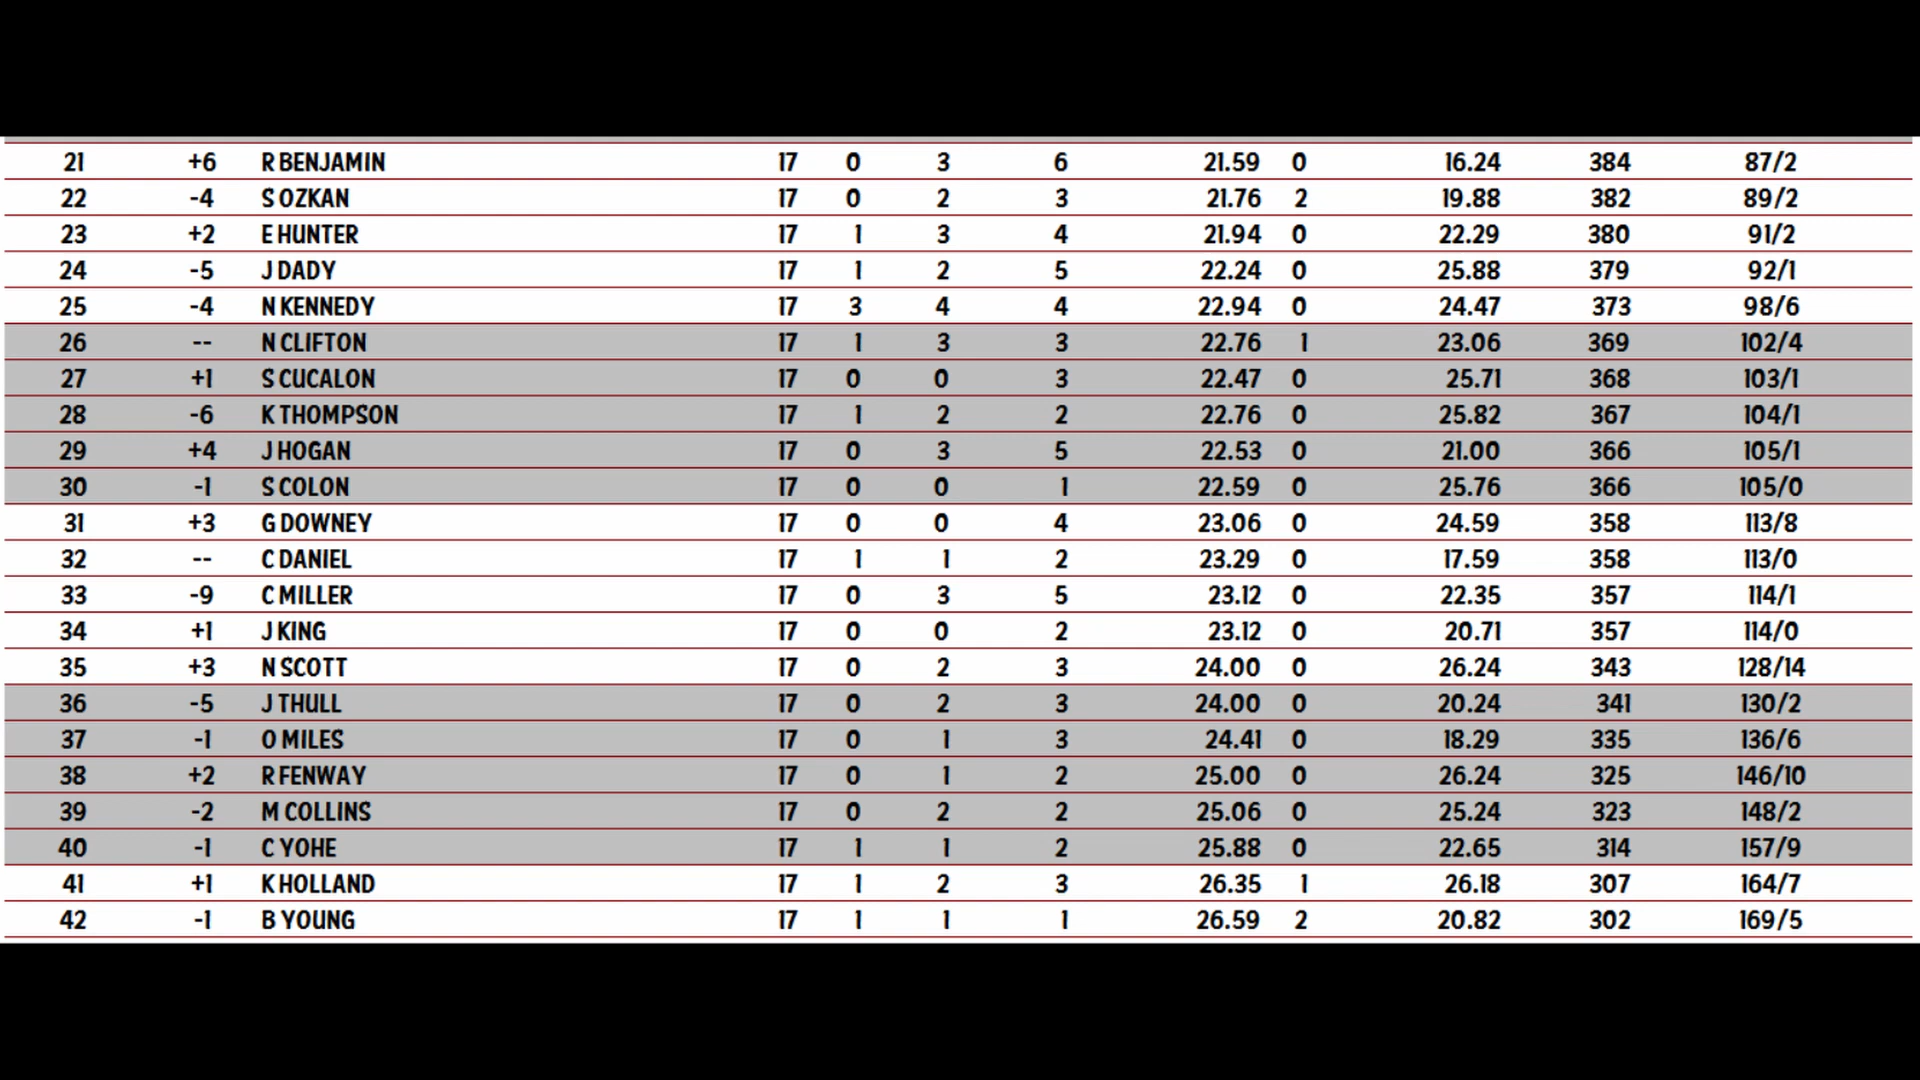 21 +6 R BENJAMIN 17 0 3 6 21.59 0 16.24 384 87/2
22 -4 S OZKAN 17 0 2 3 21.76 2 19.88 382 89/2
23 +2 E HUNTER 17 1 3 4 21.94 0 22.29 380 91/2
24 -5 J DADY 17 1 2 5 22.24 0 25.88 379 92/1
25 -4 N KENNEDY 17 3 4 4 22.94 0 24.47 373 98/6
26 -- N CLIFTON 17 1 3 3 22.76 1 23.06 369 102/4
27 +1 S CUCALON 17 0 0 3 22.47 0 25.71 368 103/1
28 -6 K THOMPSON 17 1 2 2 22.76 0 25.82 367 104/1
29 +4 J HOGAN 17 0 3 5 22.53 0 21.00 366 105/1
30 -1 S COLON 17 0 0 1 22.59 0 25.76 366 105/0
31 +3 G DOWNEY 17 0 0 4 23.06 0 24.59 358 113/8
32 -- C DANIEL 17 1 1 2 23.29 0 17.59 358 113/0
33 -9 C MILLER 17 0 3 5 23.12 0 22.35 357 114/1
34 +1 J KING 17 0 0 2 23.12 0 20.71 357 114/0
35 +3 N SCOTT 17 0 2 3 24.00 0 26.24 343 128/14
36 -5 J THULL 17 0 2 3 24.00 0 20.24 341 130/2
37 -1 O MILES 17 0 1 3 24.41 0 18.29 335 136/6
38 +2 R FENWAY 17 0 1 2 25.00 0 26.24 325 146/10
39 -2 M COLLINS 17 0 2 2 25.06 0 25.24 323 148/2
40 -1 C YOHE 17 1 1 2 25.88 0 22.65 314 157/9
41 +1 K HOLLAND 17 1 2 3 26.35 1 26.18 307 164/7
42 -1 B YOUNG 17 1 1 1 26.59 2 20.82 302 169/5